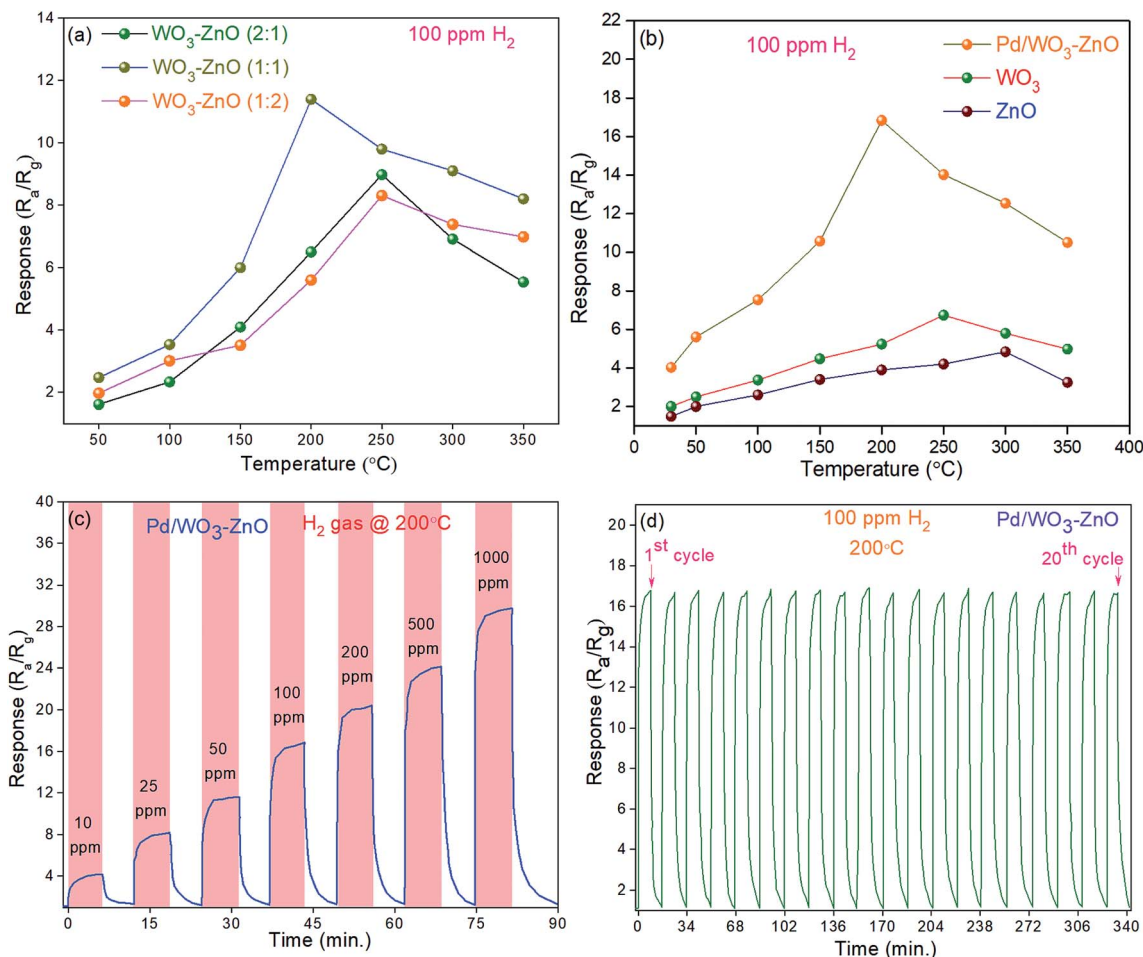 (a)
WO3-ZnO (2:1)
WO3-ZnO (1:1)
WO3-ZnO (1:2)
100 ppm H2
14
12
10
8
6
4
2
Response (Ra/Rg)
50 100 150 200 250 300 350
Temperature (°C)
(b)
100 ppm H2
Pd/WO3-ZnO
WO3
ZnO
22
20
18
16
14
12
10
8
6
4
2
Response (Ra/Rg)
0 50 100 150 200 250 300 350 400
Temperature (°C)
(c)
Pd/WO3-ZnO
H2 gas @ 200°C
40
36
32
28
24
20
16
12
8
4
Response (Ra/Rg)
10
ppm
25
ppm
50
ppm
100
ppm
200
ppm
500
ppm
1000
ppm
0 15 30 45 60 75 90
Time (min.)
(d)
100 ppm H2
200°C
Pd/WO3-ZnO
1st cycle
20th cycle
20
18
16
14
12
10
8
6
4
2
Response (Ra/Rg)
0 34 68 102 136 170 204 238 272 306 340
Time (min.)